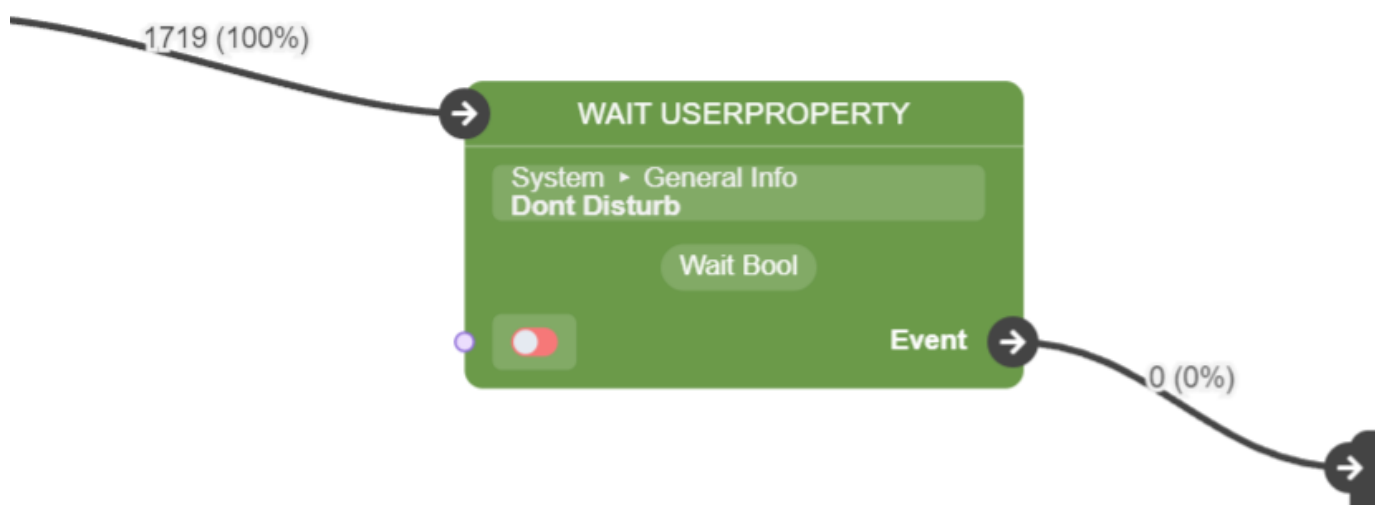 1719 (100%)
WAIT USERPROPERTY
System ▸ General Info
Dont Disturb
Wait Bool
Event
0 (0%)